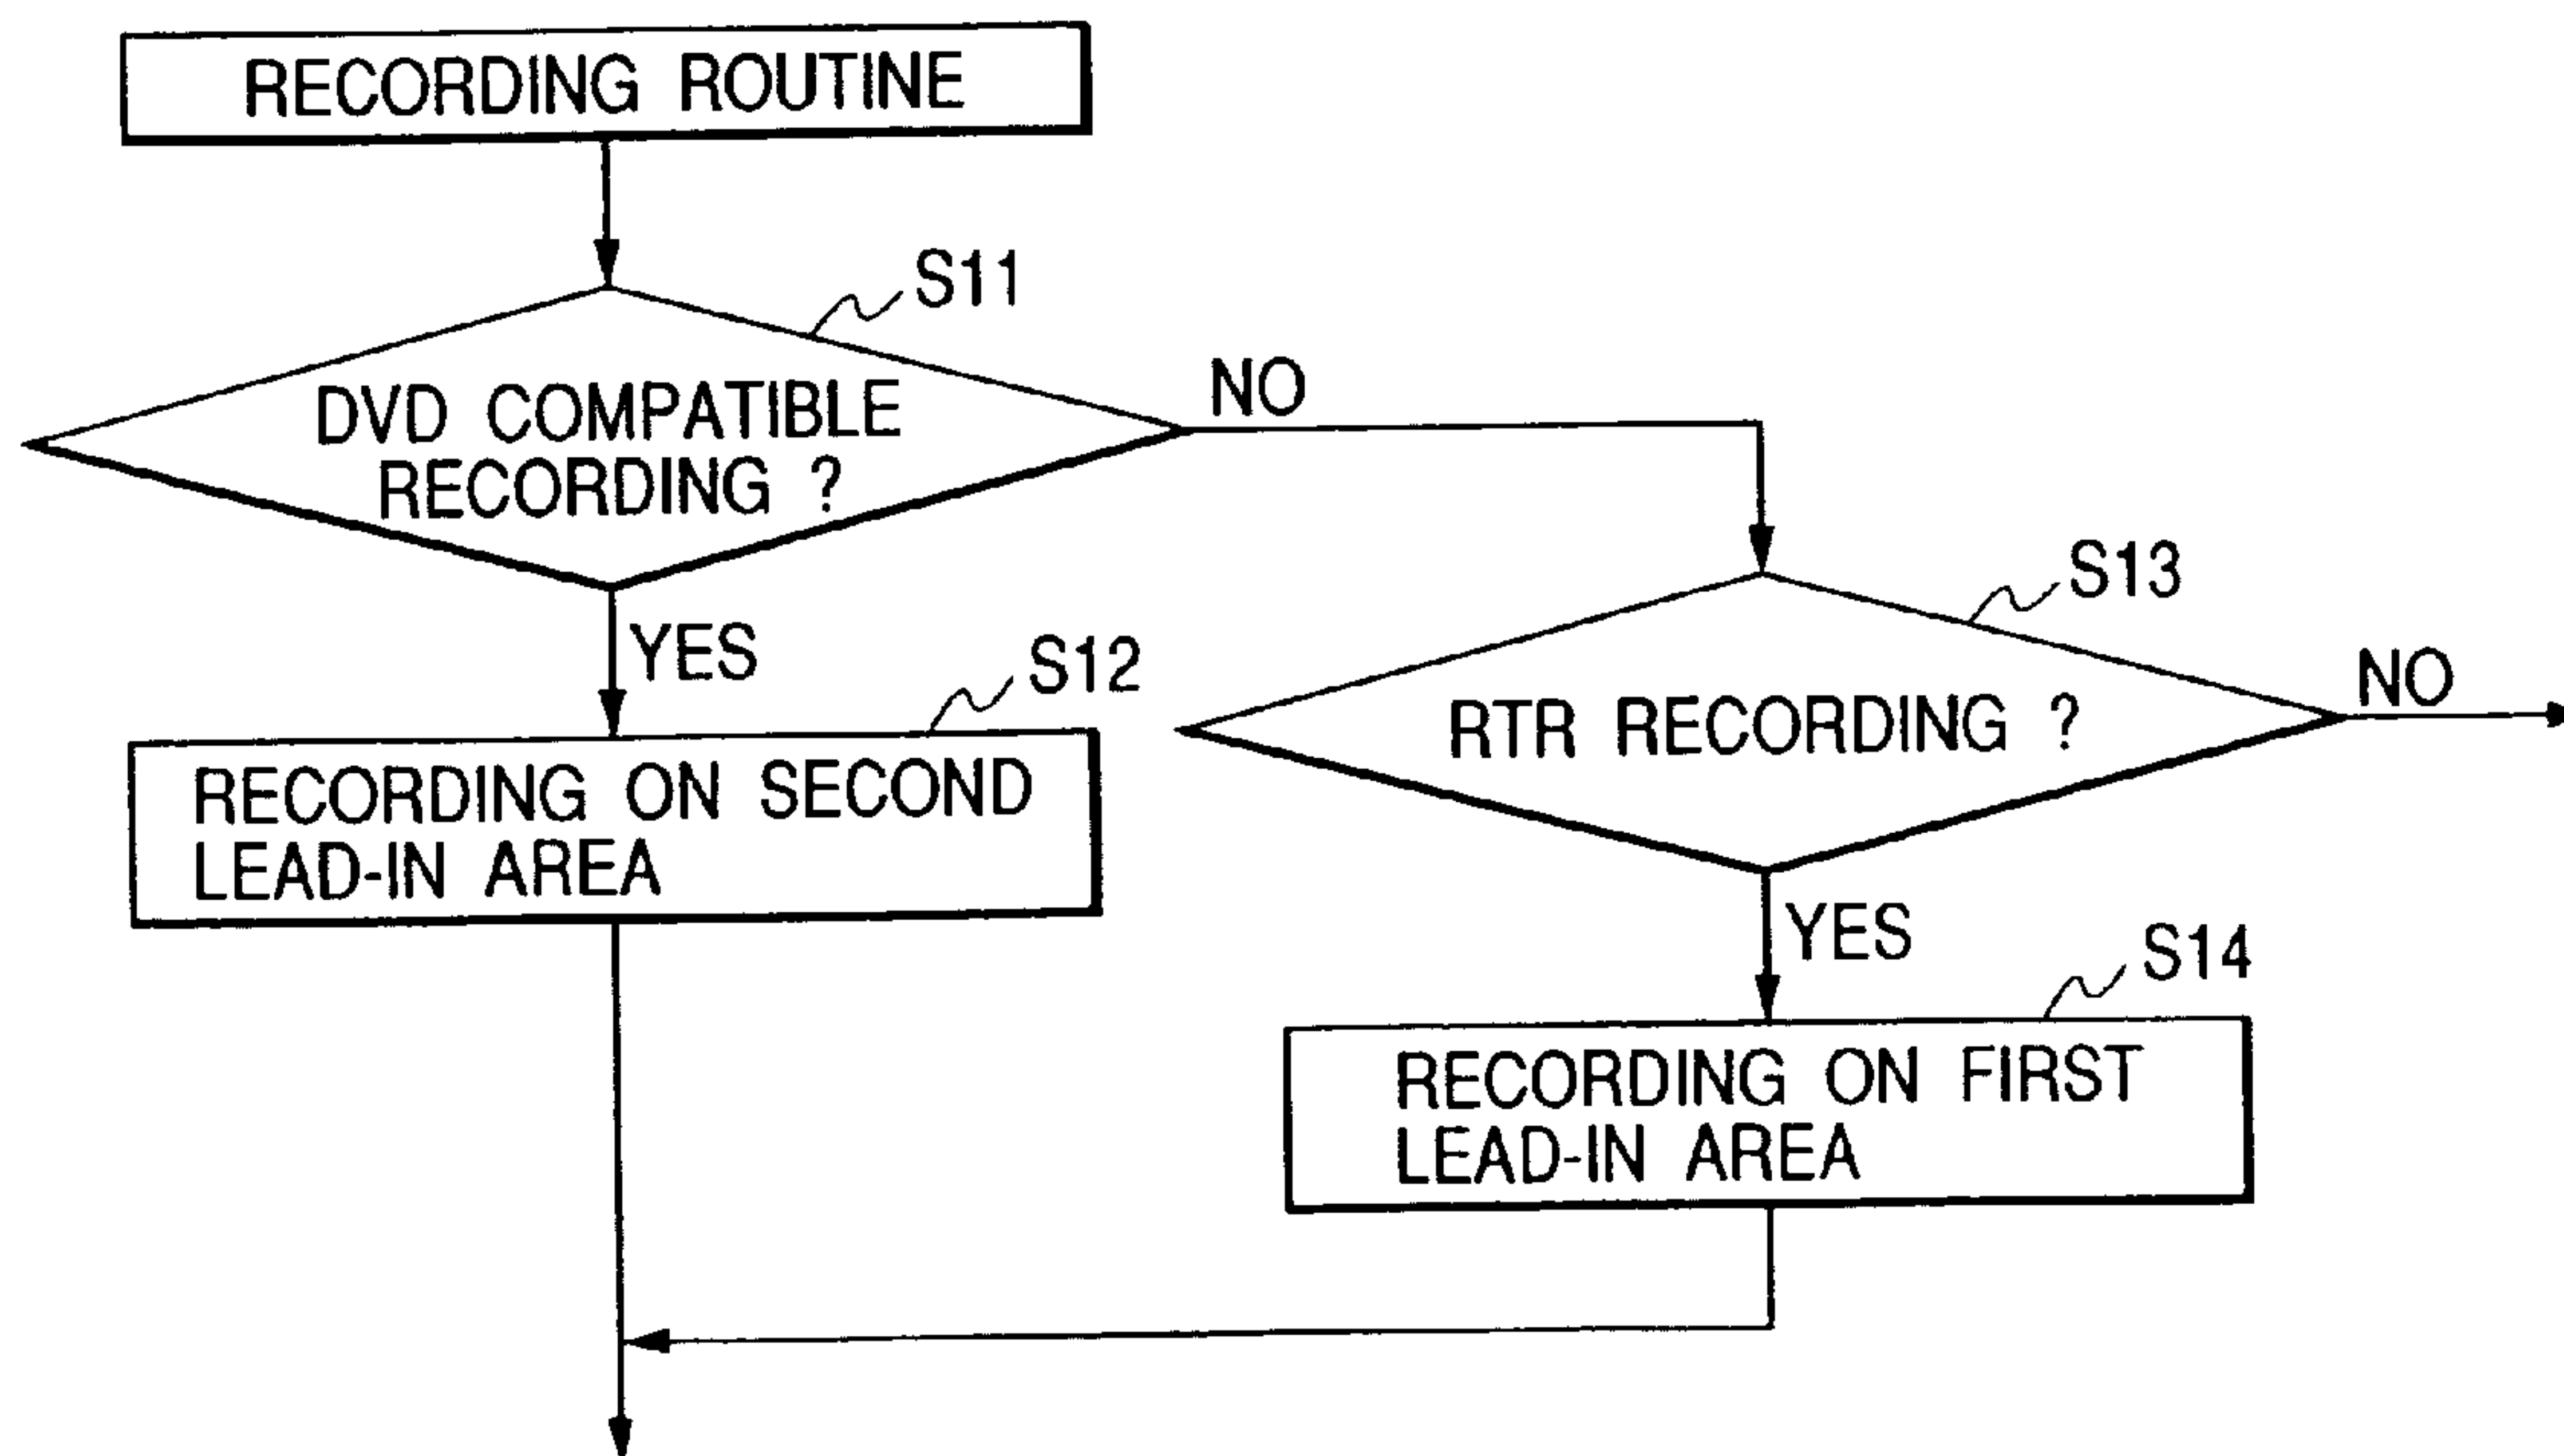 RECORDING ROUTINE
S11
DVD COMPATIBLE
RECORDING ?
NO
YES
S12
RECORDING ON SECOND
LEAD-IN AREA
S13
RTR RECORDING ?
NO
YES
S14
RECORDING ON FIRST
LEAD-IN AREA